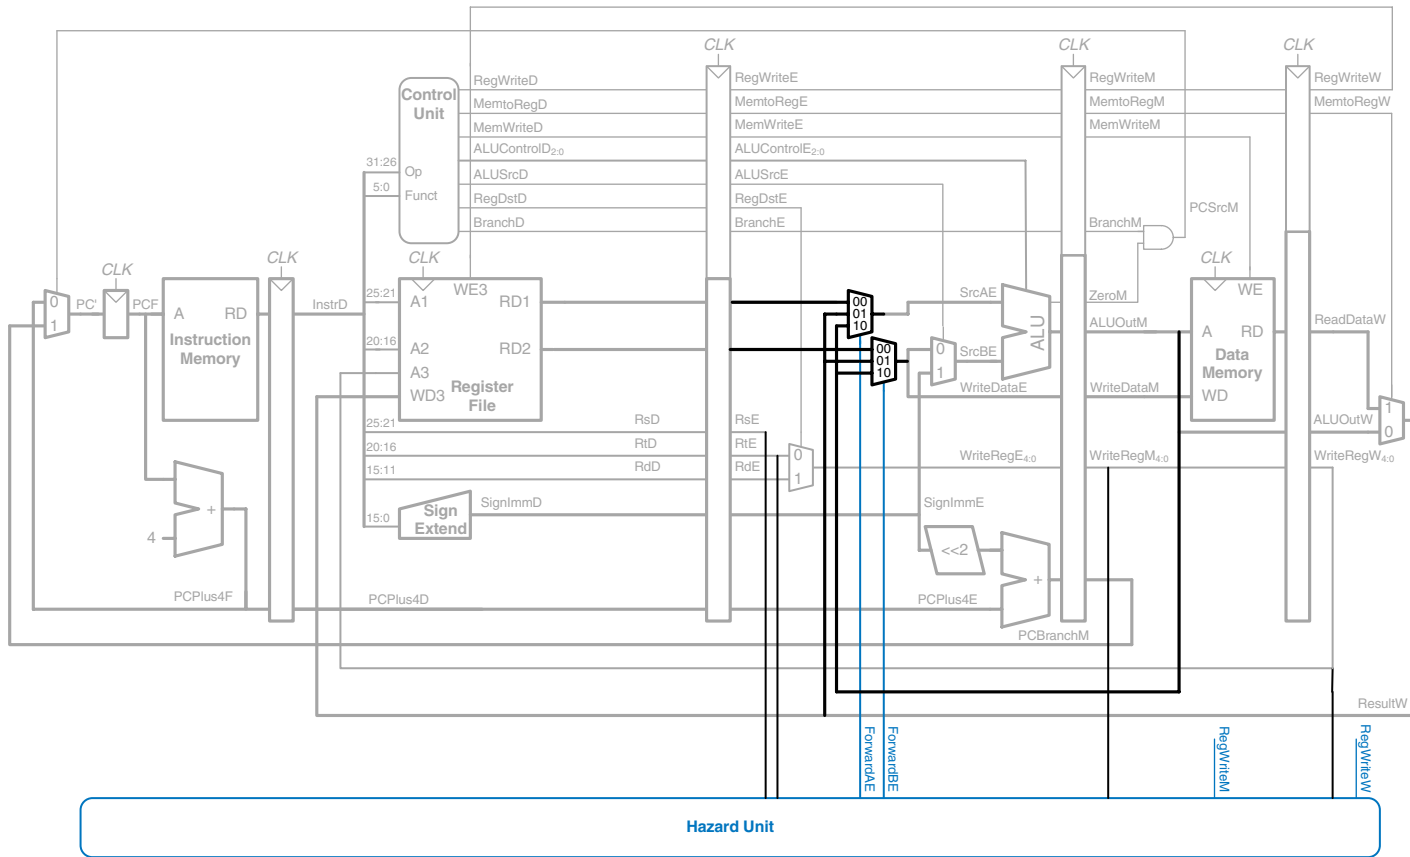 CLK CLK CLK
RegWriteD RegWriteE RegWriteM RegWriteW
Control
Unit
MemtoRegD MemtoRegE MemtoRegM MemtoRegW
MemWriteD MemWriteE MemWriteM
ALUControlD2:0 ALUControlE2:0
31:26 Op ALUSrcD ALUSrcE
5:0 Funct RegDstD RegDstE
PCSrcM
BranchD BranchE BranchM
CLK CLK CLK CLK
0 PC' PCF A RD InstrD 25:21 A1 WE3 RD1 00 SrcAE ZeroM WE
1 01
10
Instruction
Memory
20:16 A2 RD2 00 0 SrcBE ALU ALUOutM A RD ReadDataW
01
10 1
Data
Memory
A3
WD3 Register
File
WriteDataE WriteDataM WD
1
0
25:21 RsD RsE ALUOutW
20:16 RtD RtE 0 WriteRegE4:0 WriteRegM4:0 WriteRegW4:0
15:11 RdD RdE 1
SignImmD SignImmE
15:0 Sign
Extend
+
4
<<2
+
PCPlus4F PCPlus4D PCPlus4E
PCBranchM
ResultW
ForwardAE
ForwardBE
RegWriteM
RegWriteW
Hazard Unit